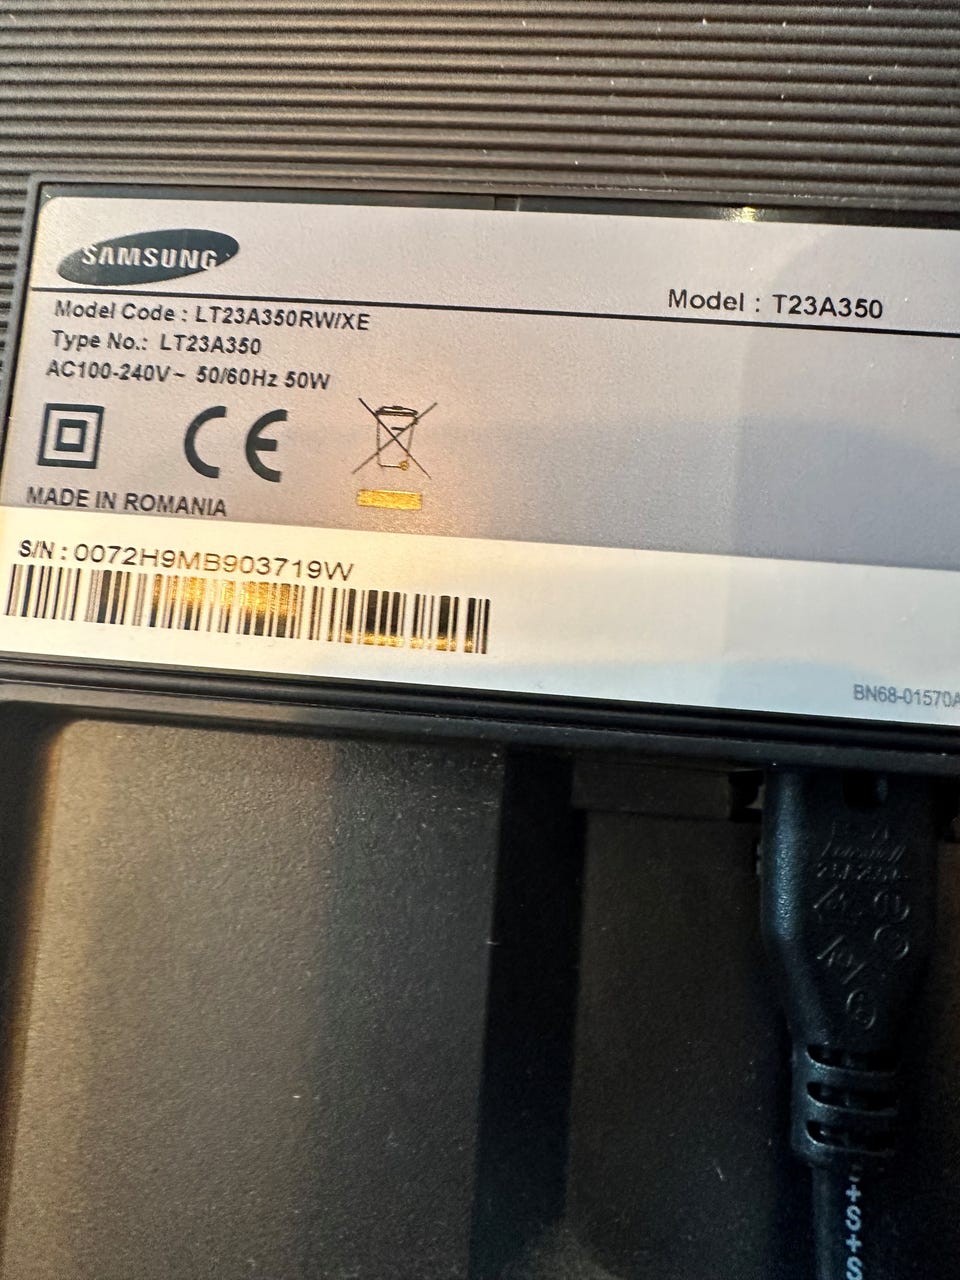 SAMSUNG
Model : T23A350
Model Code : LT23A350RW/XE
Type No.: LT23A350
AC100-240V~ 50/60Hz 50W
CE
MADE IN ROMANIA
S/N : 0072H9MB903719W
BN68-01570A
+S+S